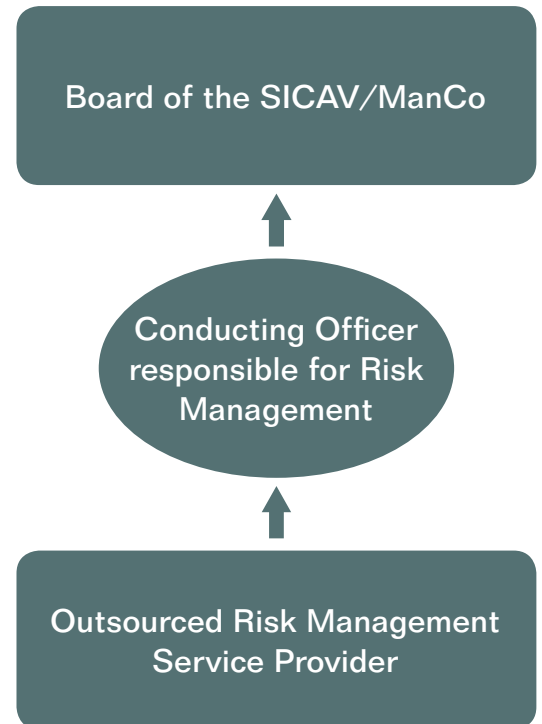 Board of the SICAV/ManCo
Conducting Officer
responsible for Risk
Management
Outsourced Risk Management
Service Provider